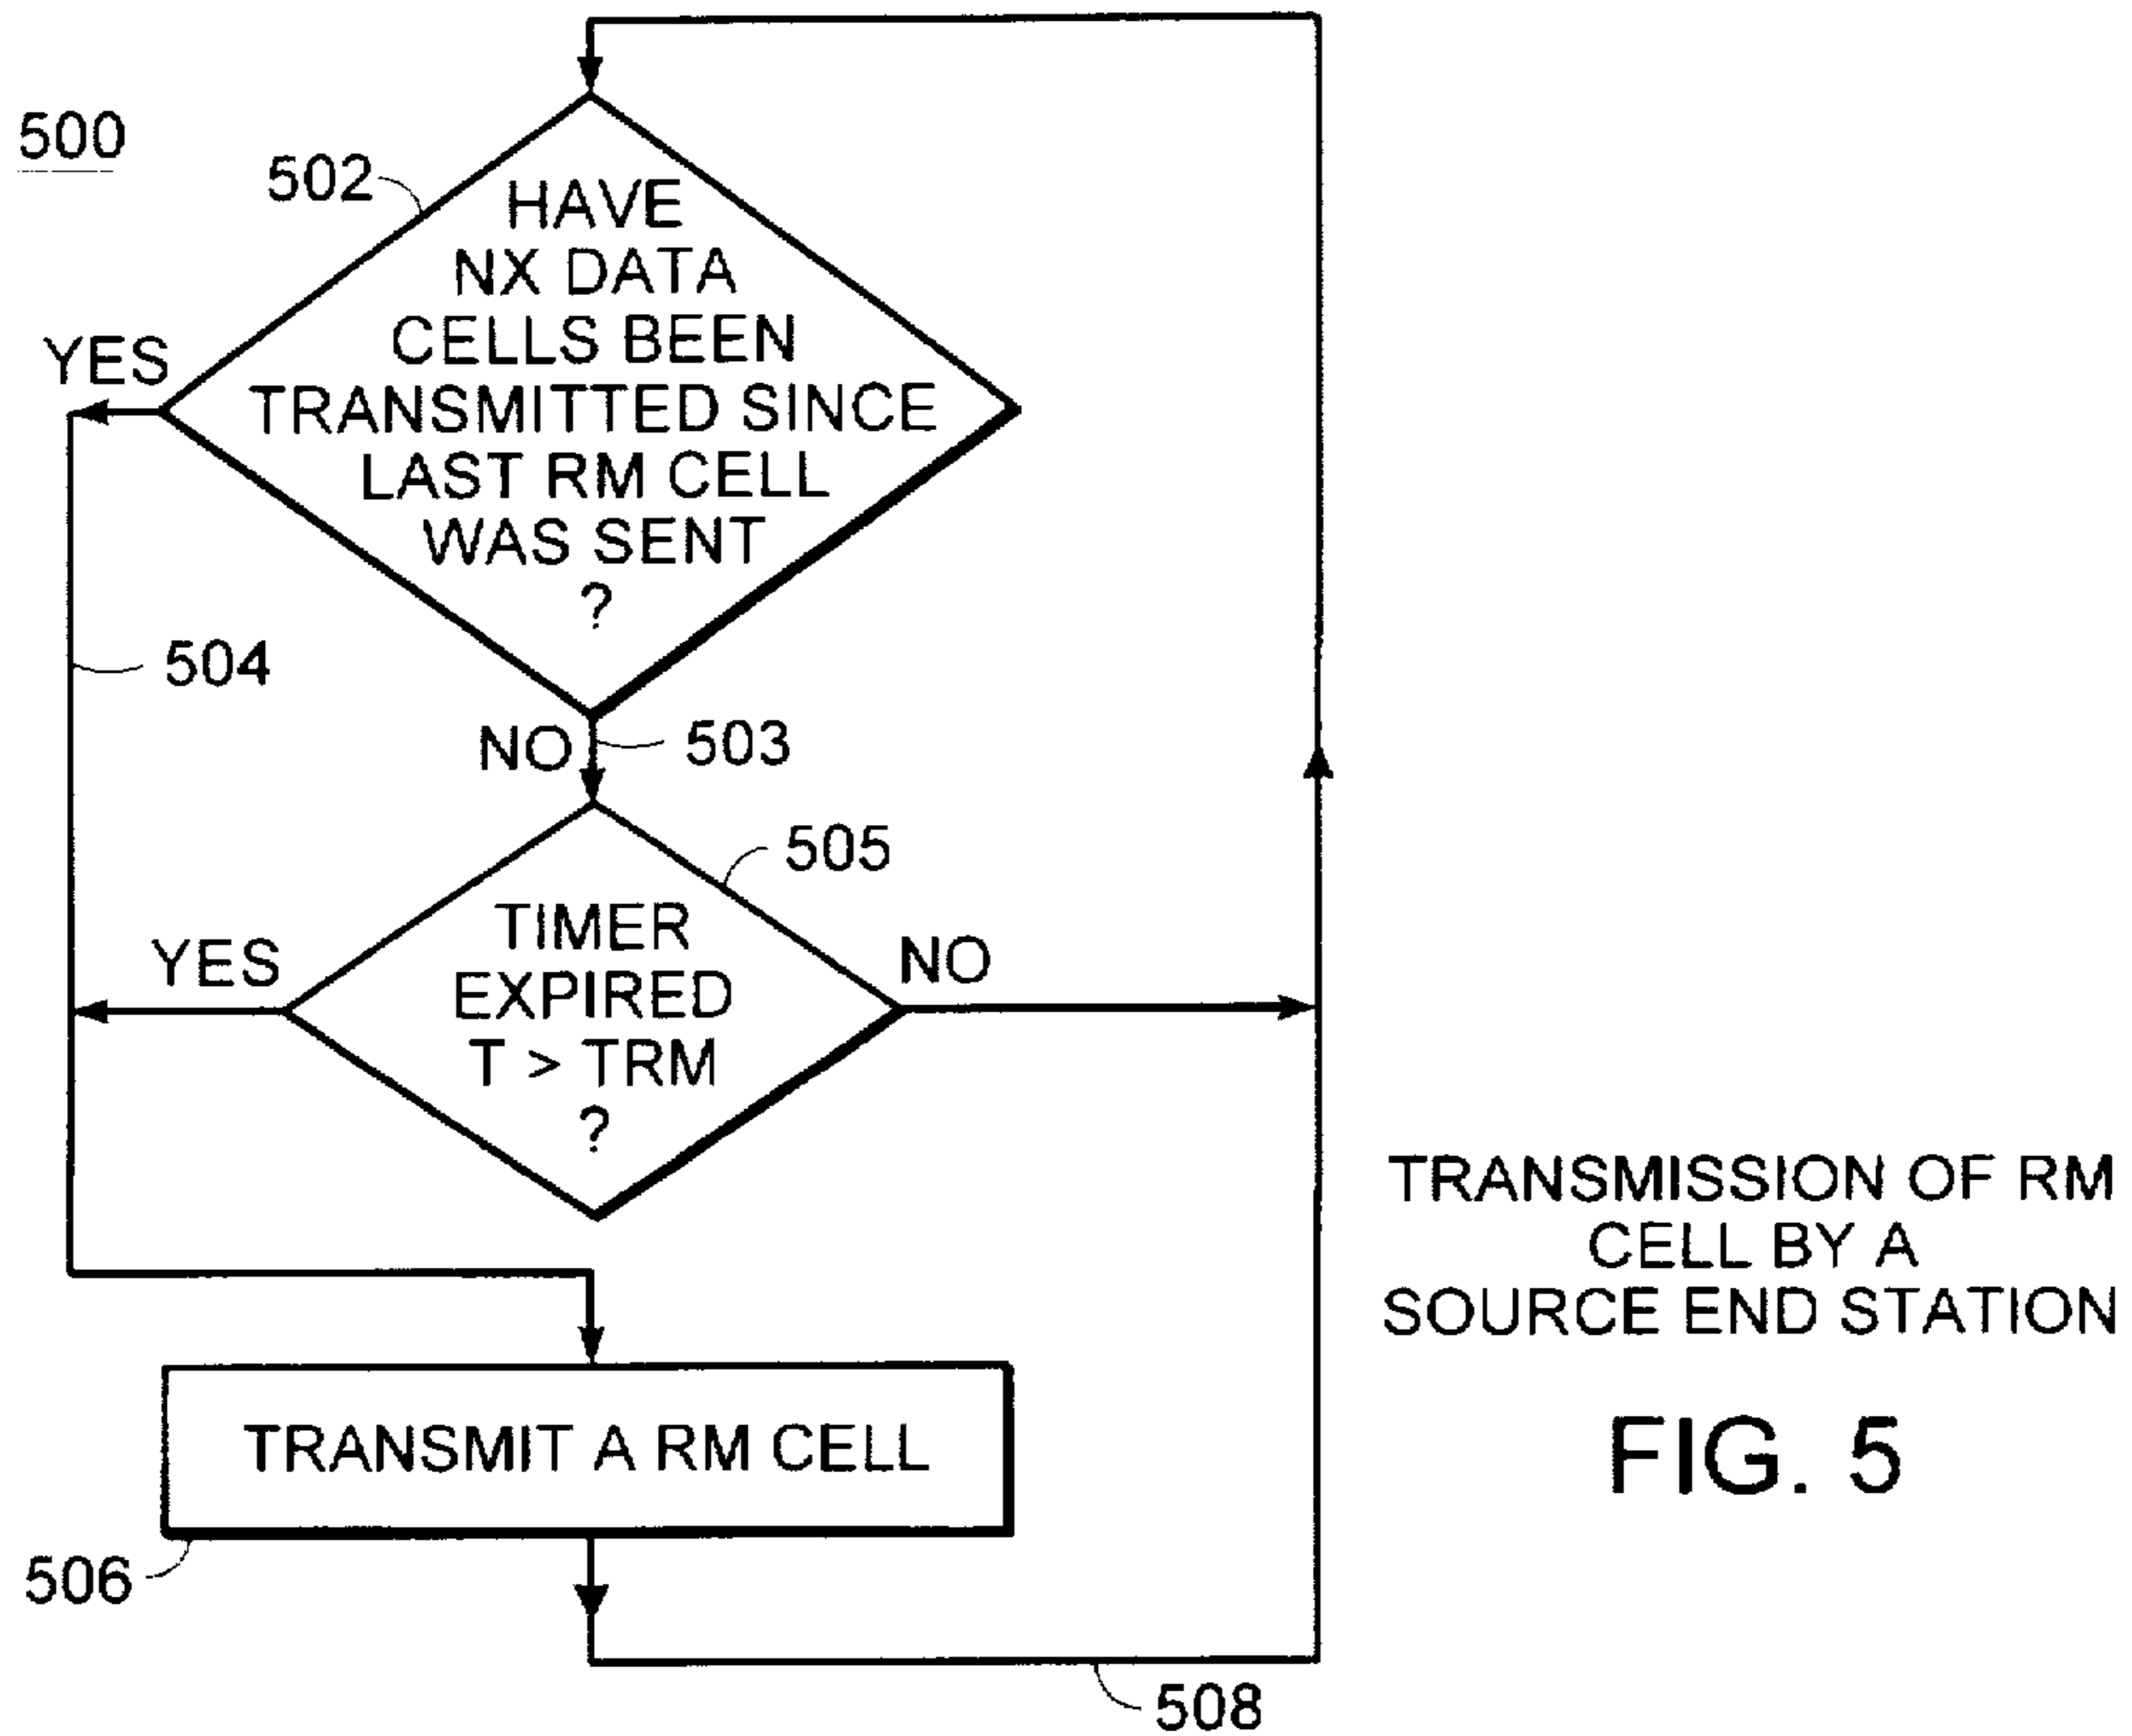 500
502
HAVE
NX DATA
CELLS BEEN
TRANSMITTED SINCE
LAST RM CELL
WAS SENT
?
YES
504
NO
503
505
TIMER
EXPIRED
T > TRM
?
YES
NO
TRANSMIT A RM CELL
506
508
TRANSMISSION OF RM
CELL BY A
SOURCE END STATION
FIG. 5